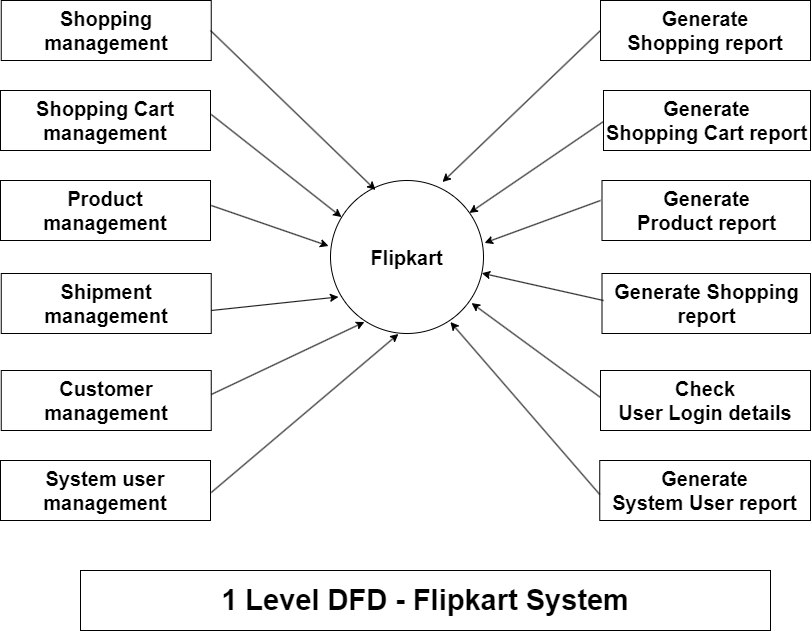 Shopping
management
Shopping Cart
management
Product
management
Shipment
management
Customer
management
System user
management
Flipkart
Generate
Shopping report
Generate
Shopping Cart report
Generate
Product report
Generate Shopping
report
Check
User Login details
Generate
System User report
1 Level DFD - Flipkart System